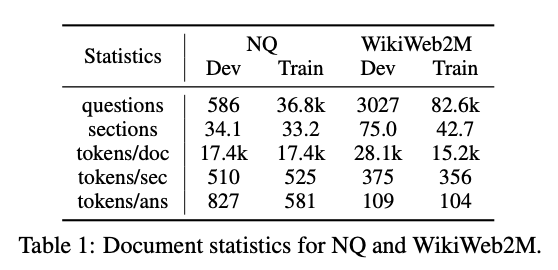 Statistics NQ WikiWeb2M
Dev Train Dev Train
questions 586 36.8k 3027 82.6k
sections 34.1 33.2 75.0 42.7
tokens/doc 17.4k 17.4k 28.1k 15.2k
tokens/sec 510 525 375 356
tokens/ans 827 581 109 104
Table 1: Document statistics for NQ and WikiWeb2M.